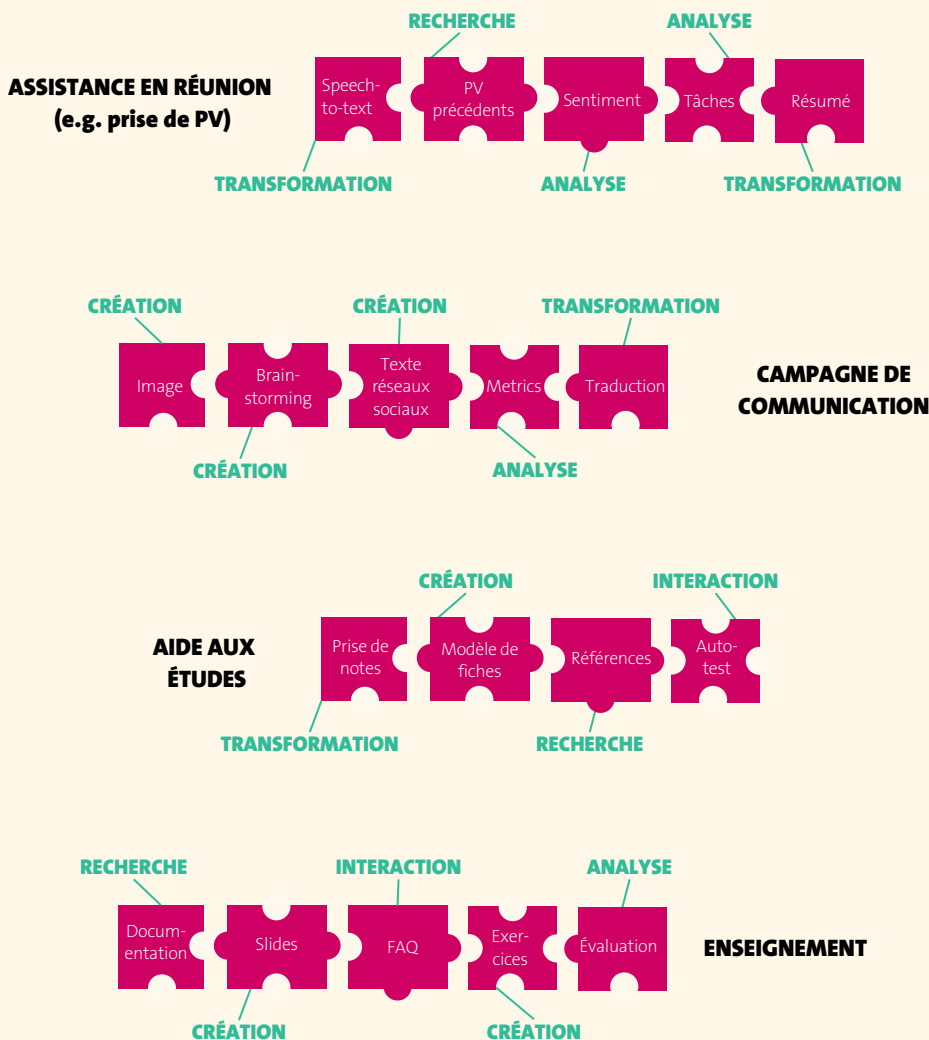 RECHERCHE
ANALYSE
ASSISTANCE EN RÉUNION
(e.g. prise de PV)
Speech-
to-text
PV
précédents
Sentiment
Tâches
Résumé
TRANSFORMATION
ANALYSE
TRANSFORMATION
CRÉATION
CRÉATION
TRANSFORMATION
Image
Brain-
storming
Texte
réseaux
sociaux
Metrics
Traduction
CAMPAGNE DE
COMMUNICATION
CRÉATION
ANALYSE
CRÉATION
INTERACTION
AIDE AUX
ÉTUDES
Prise de
notes
Modèle de
fiches
Références
Auto-
test
TRANSFORMATION
RECHERCHE
RECHERCHE
INTERACTION
ANALYSE
Docum-
entation
Slides
FAQ
Exer-
cices
Évaluation
ENSEIGNEMENT
CRÉATION
CRÉATION